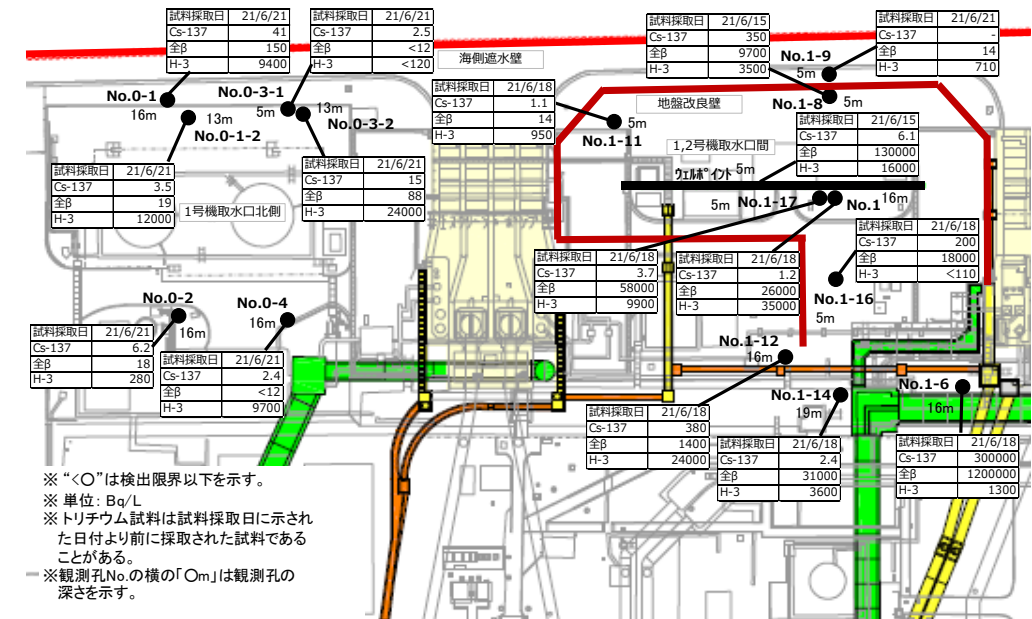 試料採取日 21/6/21
Cs-137 41
全β 150
H-3 9400
試料採取日 21/6/21
Cs-137 2.5
全β <12
H-3 <120
海側遮水壁
試料採取日 21/6/15
Cs-137 350
全β 9700
H-3 3500
試料採取日 21/6/21
Cs-137 -
全β 14
H-3 710
No.0-1
16m
No.0-3-1
5m
13m
No.0-1-2
13m
No.0-3-2
試料採取日 21/6/18
Cs-137 1.1
全β 14
H-3 950
5m
No.1-11
地盤改良壁
No.1-9
5m
No.1-8
5m
1,2号機取水口間
試料採取日 21/6/15
Cs-137 6.1
全β 130000
H-3 16000
試料採取日 21/6/21
Cs-137 3.5
全β 19
H-3 12000
1号機取水口北側
試料採取日 21/6/21
Cs-137 15
全β 88
H-3 24000
ウェルポイント 5m
5m
No.1-17
No.1
16m
試料採取日 21/6/18
Cs-137 200
全β 18000
H-3 <110
試料採取日 21/6/18
Cs-137 3.7
全β 58000
H-3 9900
試料採取日 21/6/18
Cs-137 1.2
全β 26000
H-3 35000
No.1-16
5m
No.0-2
16m
No.0-4
16m
試料採取日 21/6/21
Cs-137 6.2
全β 18
H-3 280
試料採取日 21/6/21
Cs-137 2.4
全β <12
H-3 9700
No.1-12
16m
No.1-14
19m
No.1-6
16m
試料採取日 21/6/18
Cs-137 380
全β 1400
H-3 24000
試料採取日 21/6/18
Cs-137 2.4
全β 31000
H-3 3600
試料採取日 21/6/18
Cs-137 300000
全β 1200000
H-3 1300
※ “<○”は検出限界以下を示す。
※ 単位: Bq/L
※トリチウム試料は試料採取日に示され
た日付より前に採取された試料である
ことがある。
※観測孔No.の横の「○m」は観測孔の
深さを示す。